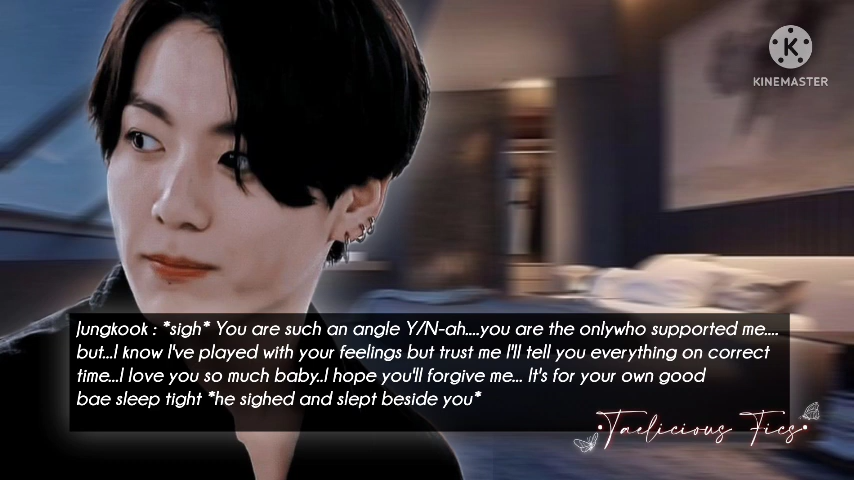 KINEMASTER
Jungkook : *sigh* You are such an angle Y/N-ah....you are the onlywho supported me....
but...I know I've played with your feelings but trust me I'll tell you everything on correct
time...I love you so much baby..I hope you'll forgive me... It's for your own good
bae sleep tight *he sighed and slept beside you*
•Taelicious Fics•